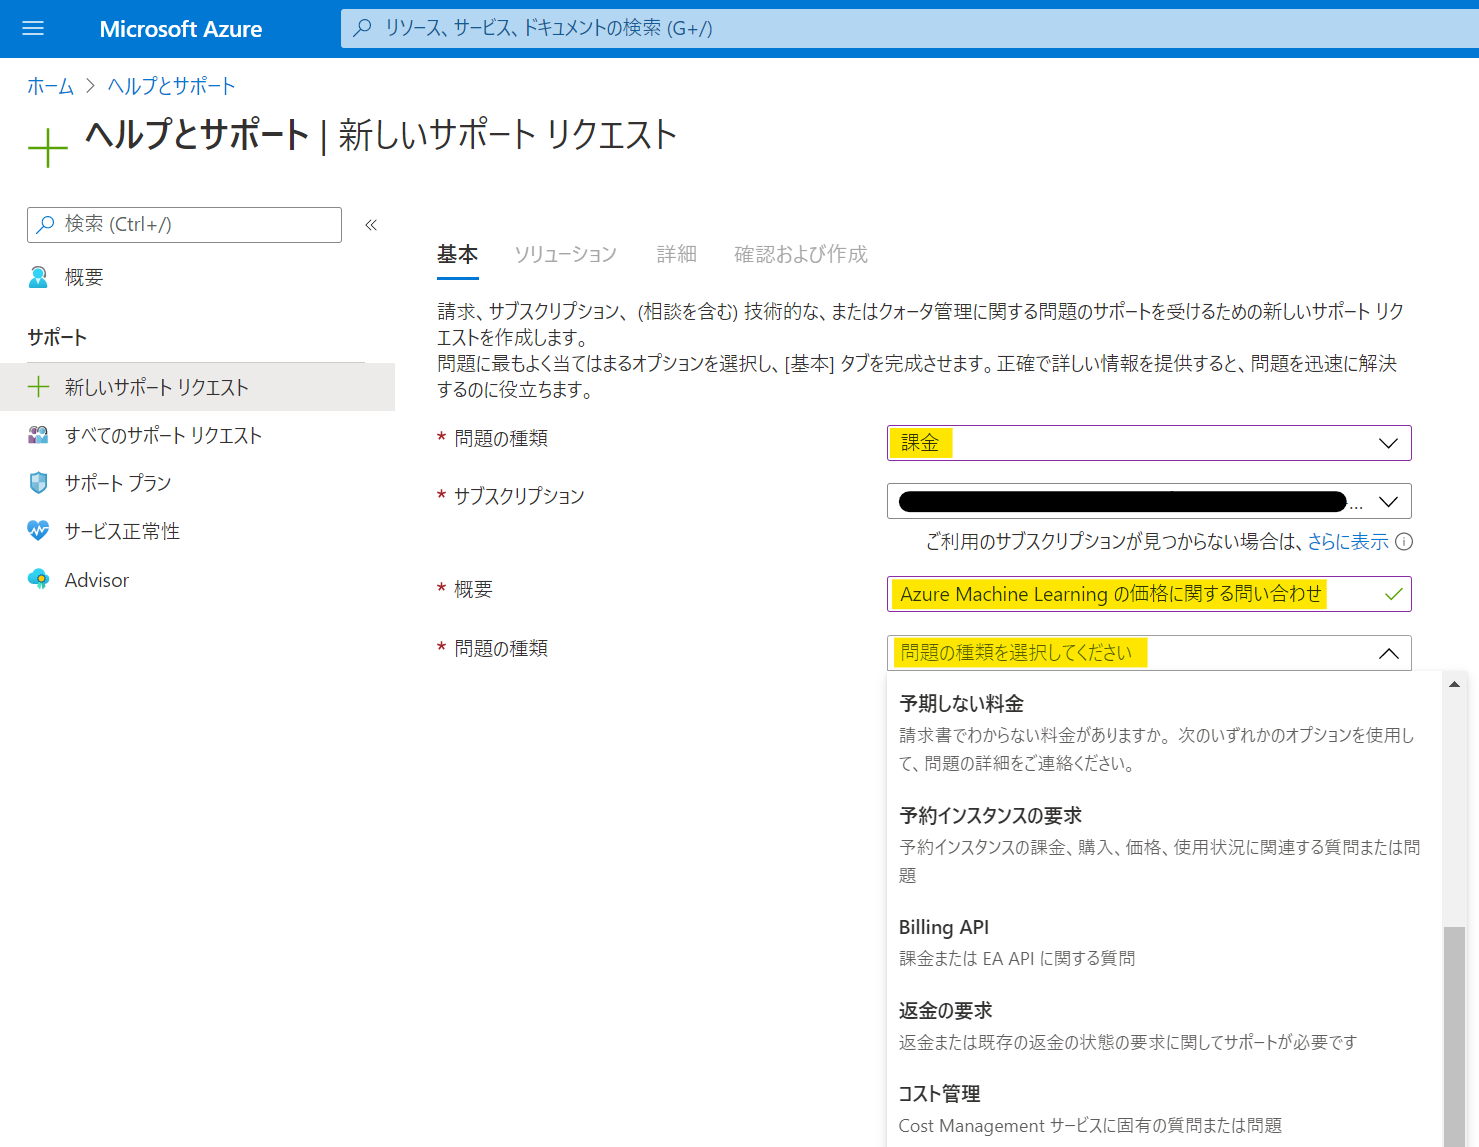 Microsoft Azure
リソース、サービス、ドキュメントの検索 (G+/)
ホーム > ヘルプとサポート
ヘルプとサポート | 新しいサポート リクエスト
検索 (Ctrl+/)
«
概要
サポート
新しいサポート リクエスト
すべてのサポート リクエスト
サポート プラン
サービス正常性
Advisor
基本 ソリューション 詳細 確認および作成
請求、サブスクリプション、(相談を含む) 技術的な、またはクォータ管理に関する問題のサポートを受けるための新しいサポート リク
エストを作成します。
問題に最もよく当てはまるオプションを選択し、[基本] タブを完成させます。正確で詳しい情報を提供すると、問題を迅速に解決
するのに役立ちます。
* 問題の種類
課金
* サブスクリプション
...
ご利用のサブスクリプションが見つからない場合は、さらに表示
* 概要
Azure Machine Learning の価格に関する問い合わせ
* 問題の種類
問題の種類を選択してください
予期しない料金
請求書でわからない料金がありますか。次のいずれかのオプションを使用し
て、問題の詳細をご連絡ください。
予約インスタンスの要求
予約インスタンスの課金、購入、価格、使用状況に関連する質問または問
題
Billing API
課金または EA API に関する質問
返金の要求
返金または既存の返金の状態の要求に関してサポートが必要です
コスト管理
Cost Management サービスに固有の質問または問題